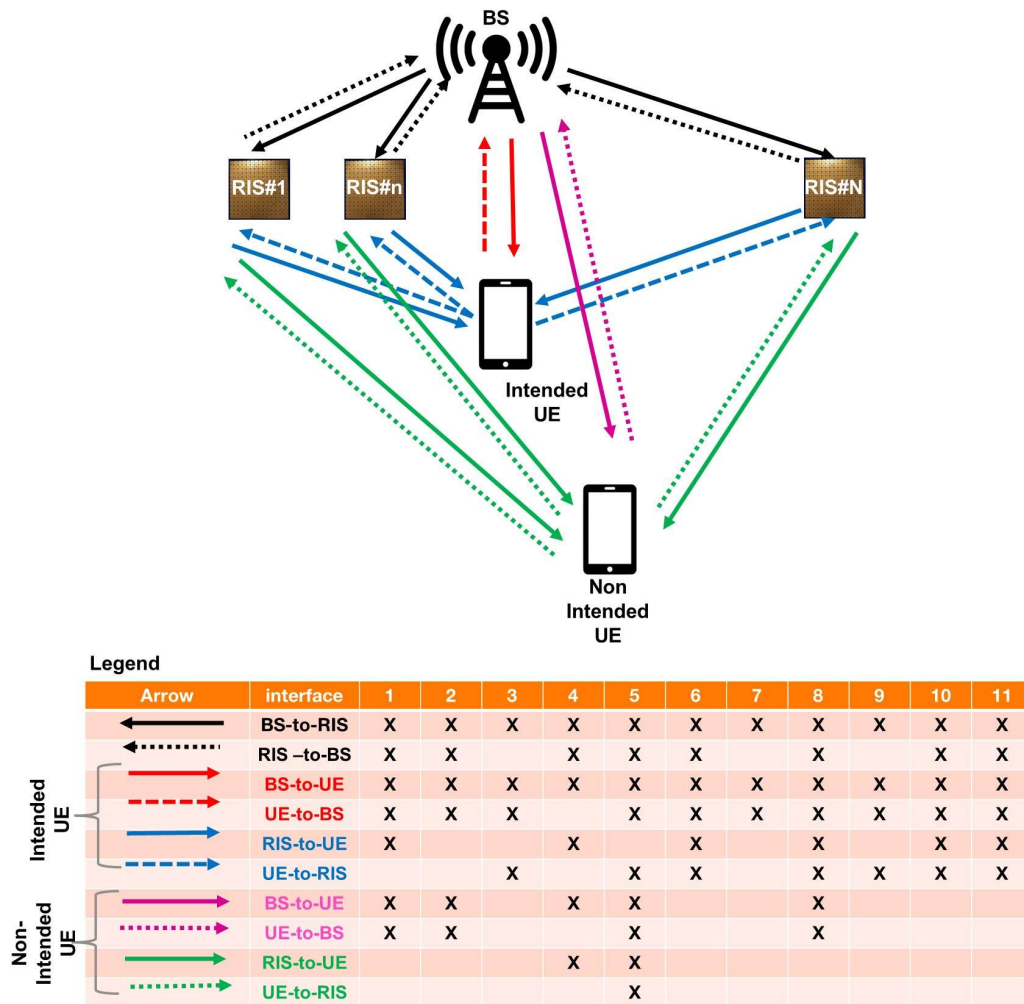 BS
RIS#1
RIS#n
RIS#N
Intended
UE
Non
Intended
UE
Legend
Arrow interface 1 2 3 4 5 6 7 8 9 10 11
BS-to-RIS X X X X X X X X X X X
RIS –to-BS X X X X X X X X
Intended
UE
BS-to-UE X X X X X X X X X X X
UE-to-BS X X X X X X X X X X
RIS-to-UE X X X X X X
UE-to-RIS X X X X X X X
Non-
Intended
UE
BS-to-UE X X X X X
UE-to-BS X X X X
RIS-to-UE X X
UE-to-RIS X